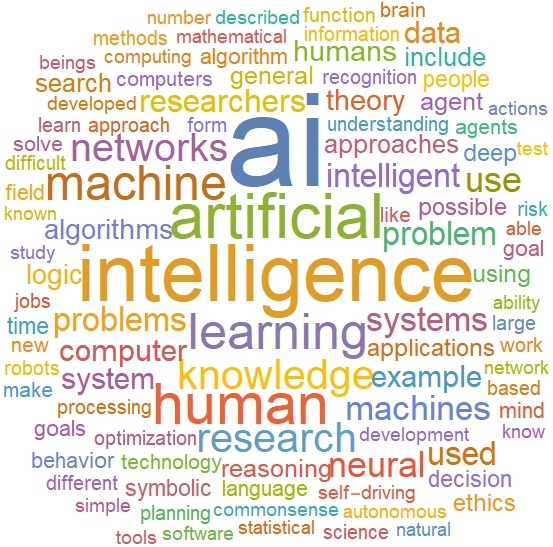 number described function brain
methods mathematical information data
beings computing algorithm humans include
search computers general recognition people
developed researchers theory agent actions
learn approach form ai understanding agents
solve networks approaches deep test
difficult machine intelligent use
field artificial like possible risk
known algorithms problem able
study intelligence goal
logic using
jobs ability
time problems learning systems large
new computer applications work
robots system knowledge example network
make human machines based
processing mind
goals optimization research development know
behavior technology reasoning neural used
different symbolic language self-driving decision
simple planning commonsense autonomous ethics
tools software statistical science natural